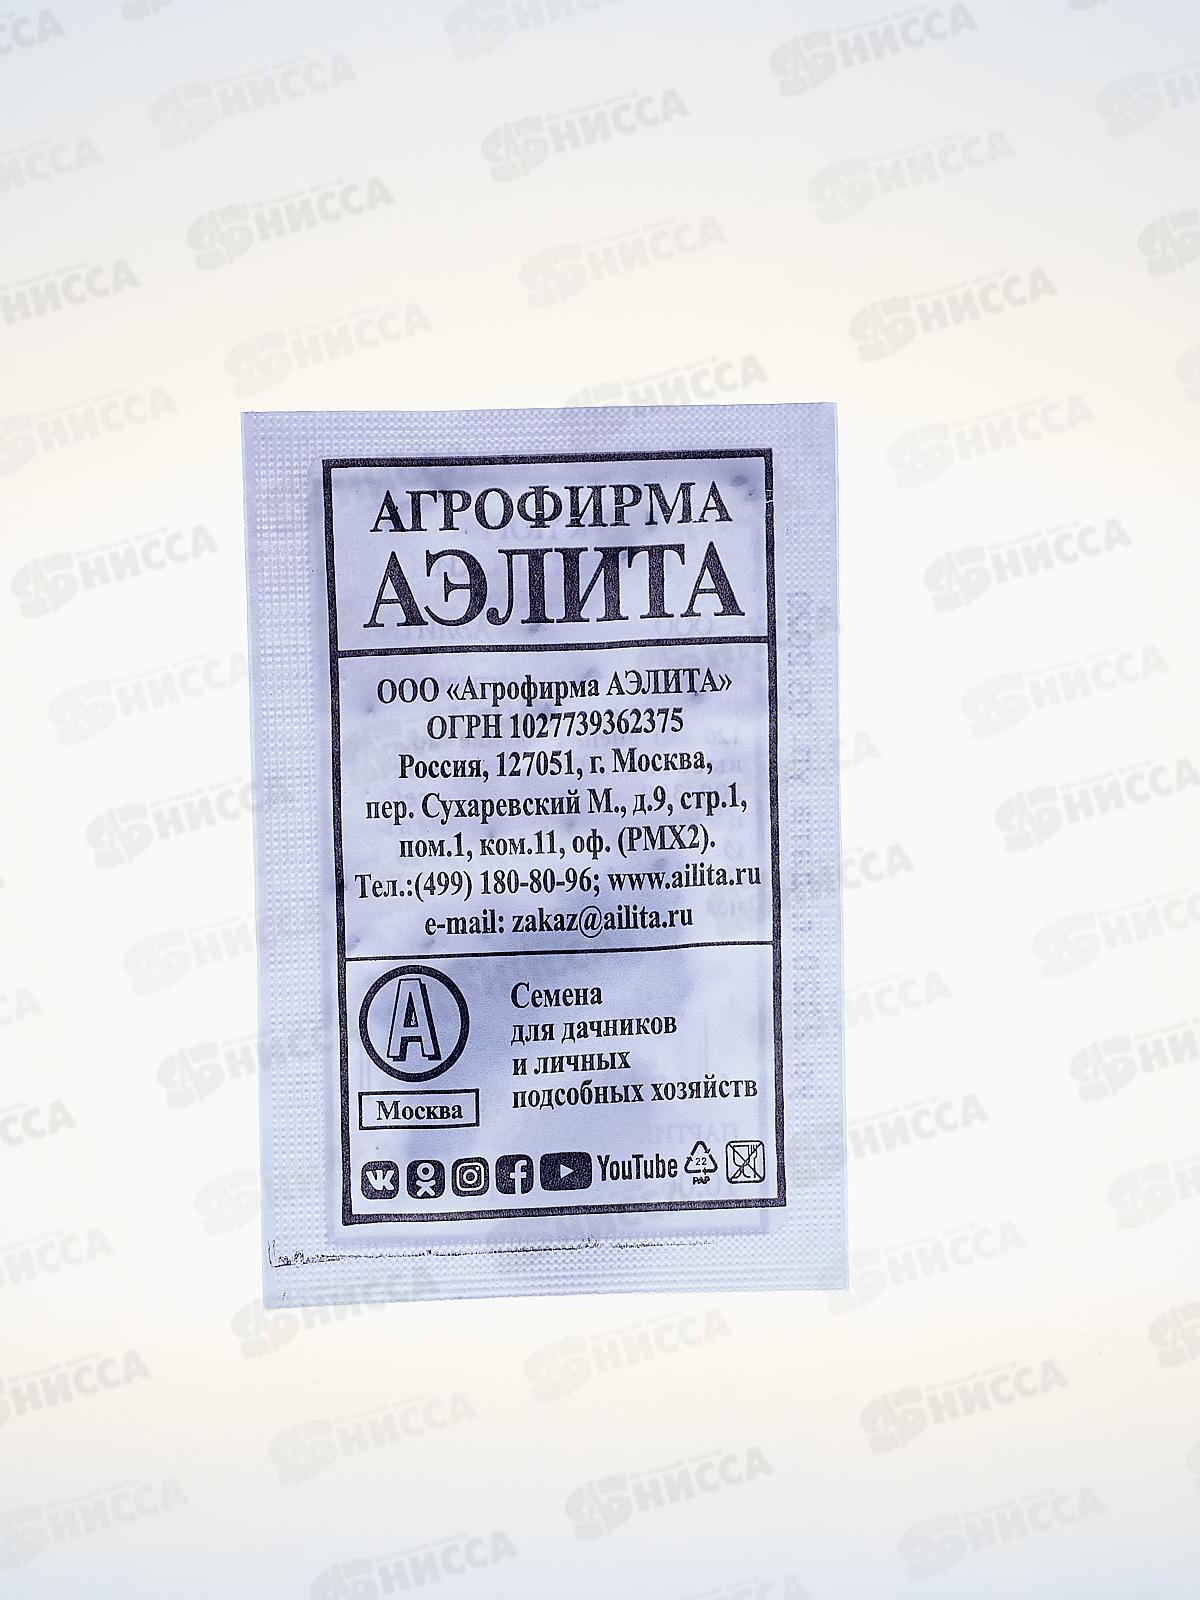 АГРОФИРМА
АЭЛИТА
ООО «Агрофирма АЭЛИТА»
ОГРН 1027739362375
Россия, 127051, г. Москва,
пер. Сухаревский М., д.9, стр.1,
пом.1, ком.11, оф. (РМХ2).
Тел.:(499) 180-80-96; www.ailita.ru
e-mail: zakaz@ailita.ru
А
Москва
Семена
для дачников
и личных
подсобных хозяйств
YouTube
22
PAP